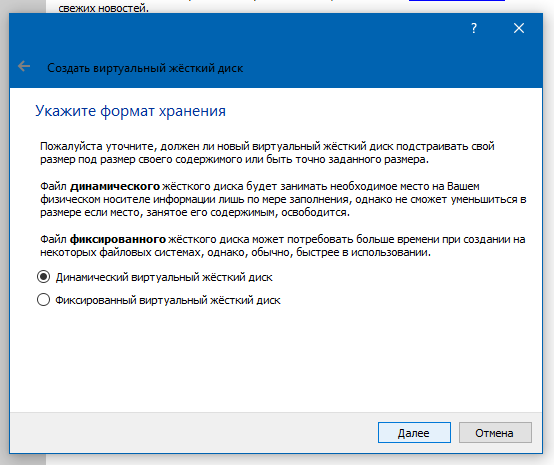 свежих новостей.
?
Создать виртуальный жёсткий диск
Укажите формат хранения
Пожалуйста уточните, должен ли новый виртуальный жёсткий диск подстраивать свой
размер под размер своего содержимого или быть точно заданного размера.
Файл динамического жёсткого диска будет занимать необходимое место на Вашем
физическом носителе информации лишь по мере заполнения, однако не сможет уменьшиться в
размере если место, занятое его содержимым, освободится.
Файл фиксированного жёсткого диска может потребовать больше времени при создании на
некоторых файловых системах, однако, обычно, быстрее в использовании.
Динамический виртуальный жёсткий диск
Фиксированный виртуальный жёсткий диск
Далее
Отмена